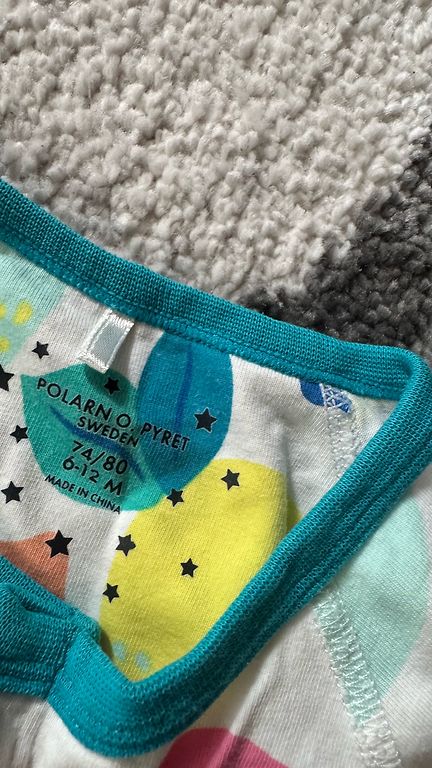 POLARN O. PYRET
SWEDEN
74/80
6-12 M
MADE IN CHINA